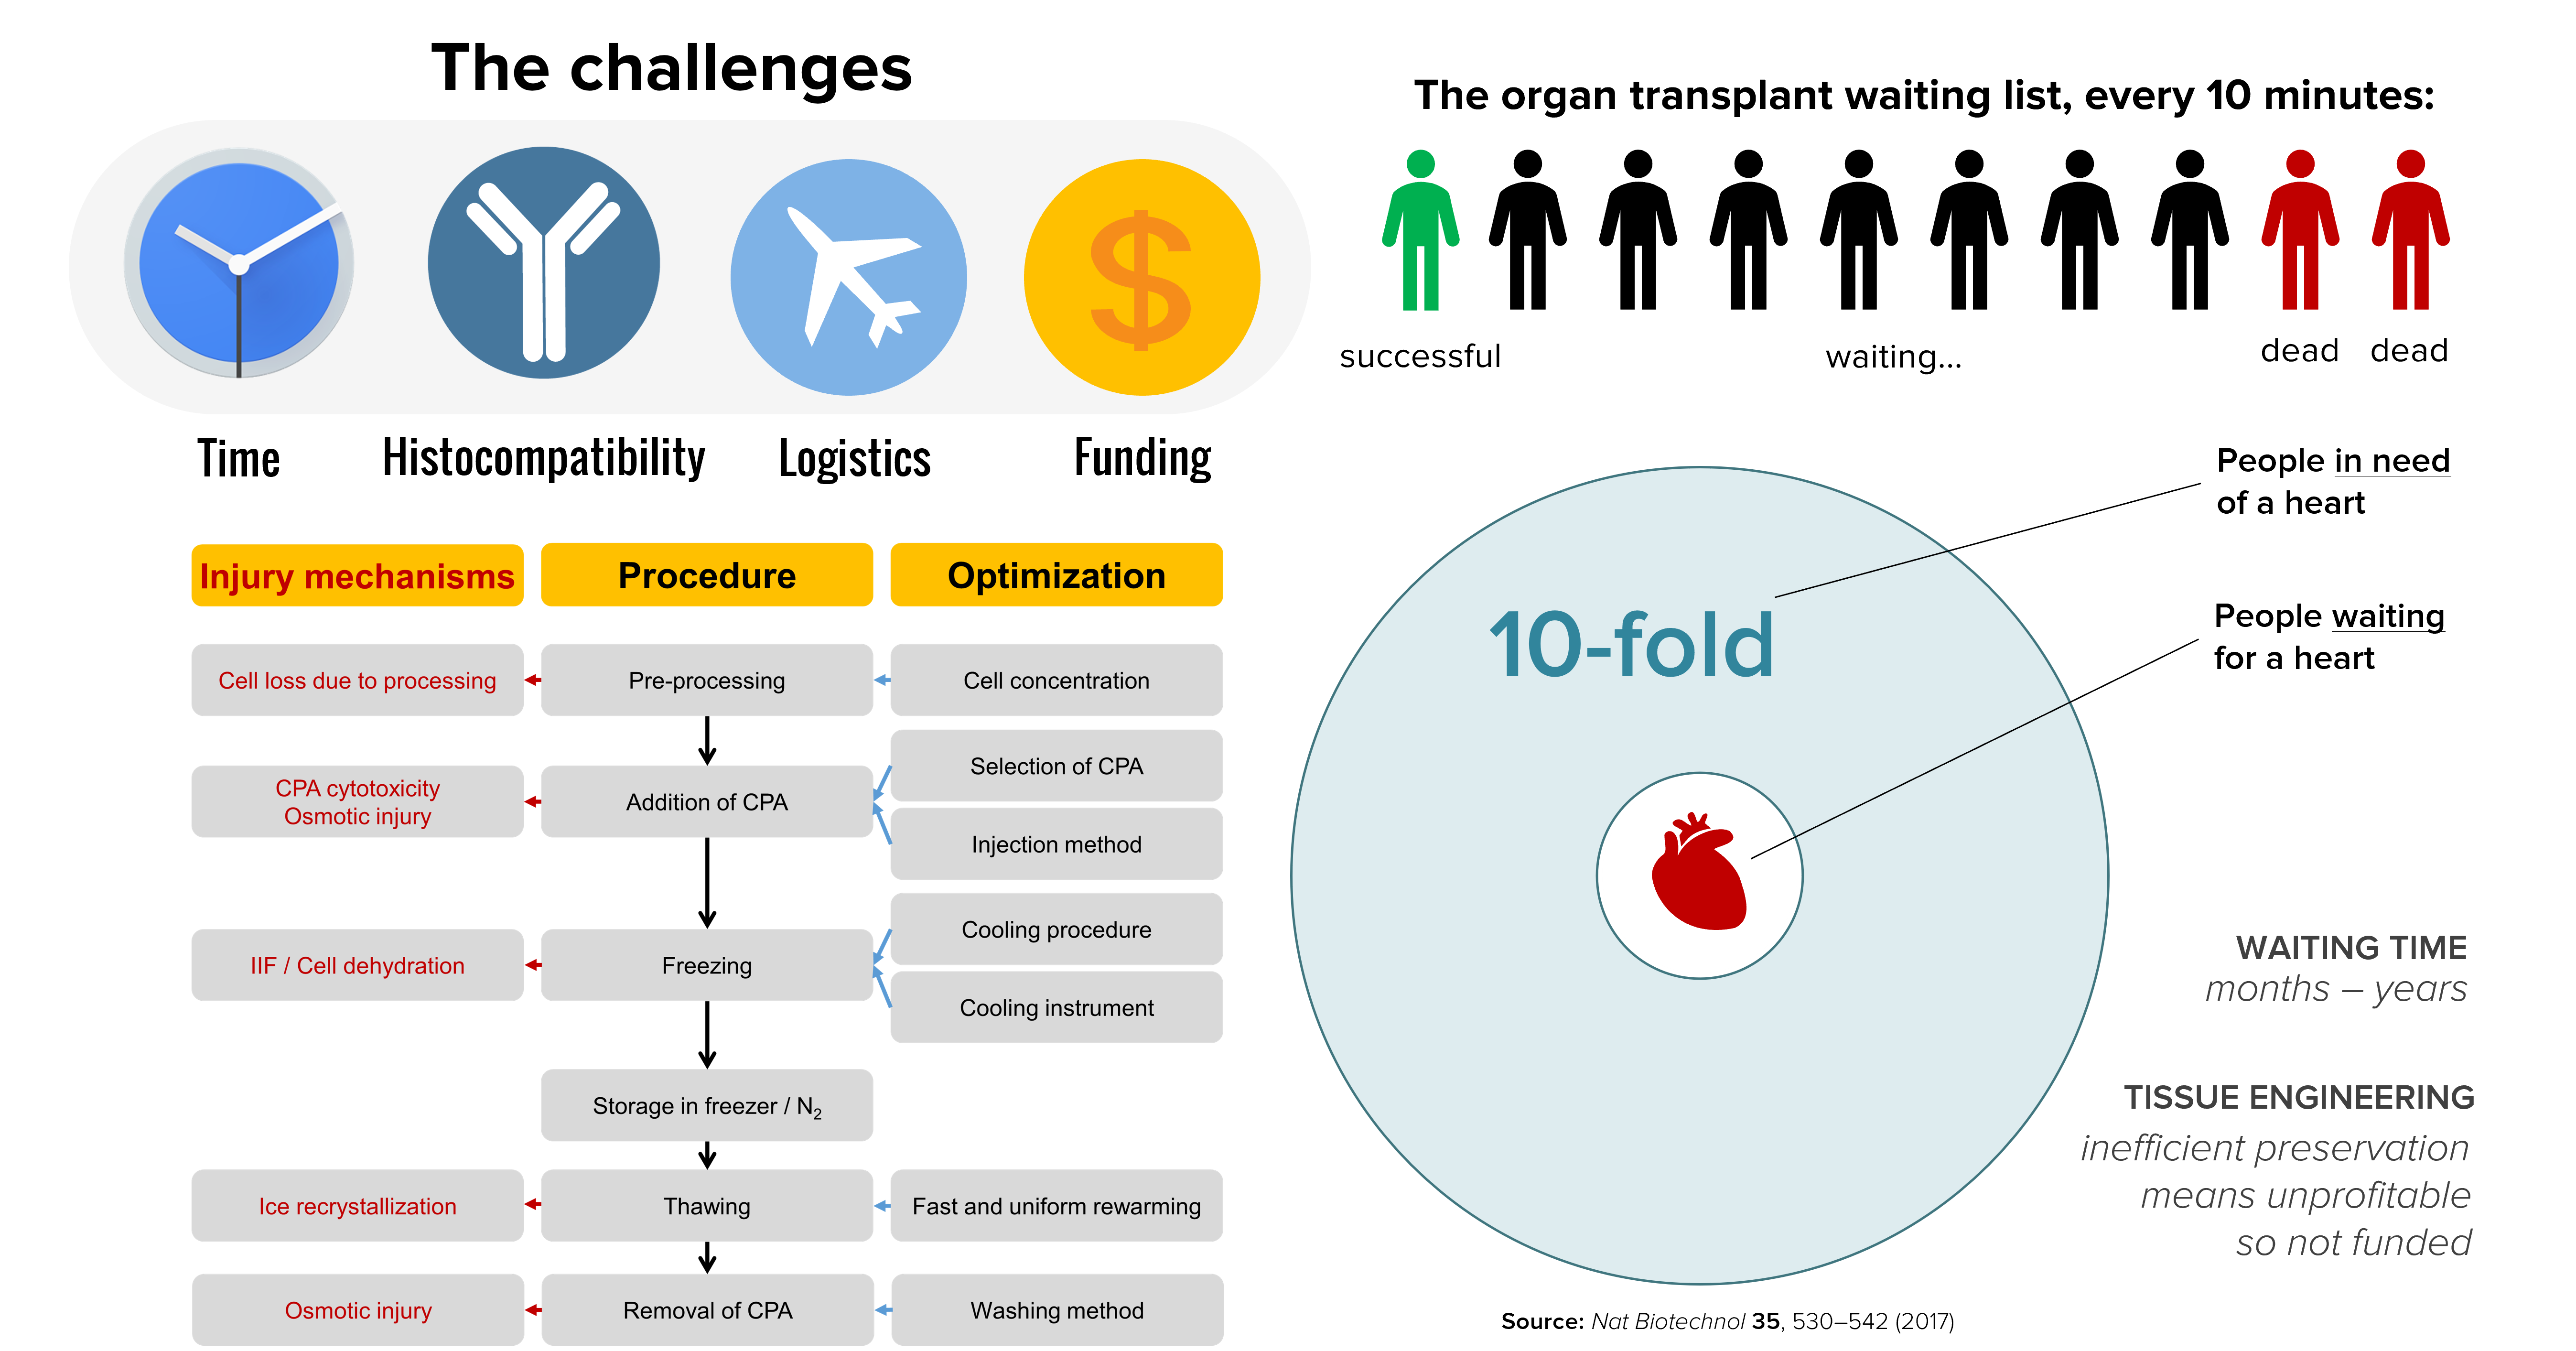 The challenges
Time
Histocompatibility
Logistics
Funding
Injury mechanisms
Procedure
Optimization
Cell loss due to processing
Pre-processing
Cell concentration
CPA cytotoxicity
Osmotic injury
Addition of CPA
Selection of CPA
Injection method
IIF / Cell dehydration
Freezing
Cooling procedure
Cooling instrument
Storage in freezer / N₂
Ice recrystallization
Thawing
Fast and uniform rewarming
Osmotic injury
Removal of CPA
Washing method
The organ transplant waiting list, every 10 minutes:
successful
waiting...
dead
dead
People in need
of a heart
10-fold
People waiting
for a heart
WAITING TIME
months – years
TISSUE ENGINEERING
inefficient preservation
means unprofitable
so not funded
Source: Nat Biotechnol 35, 530–542 (2017)